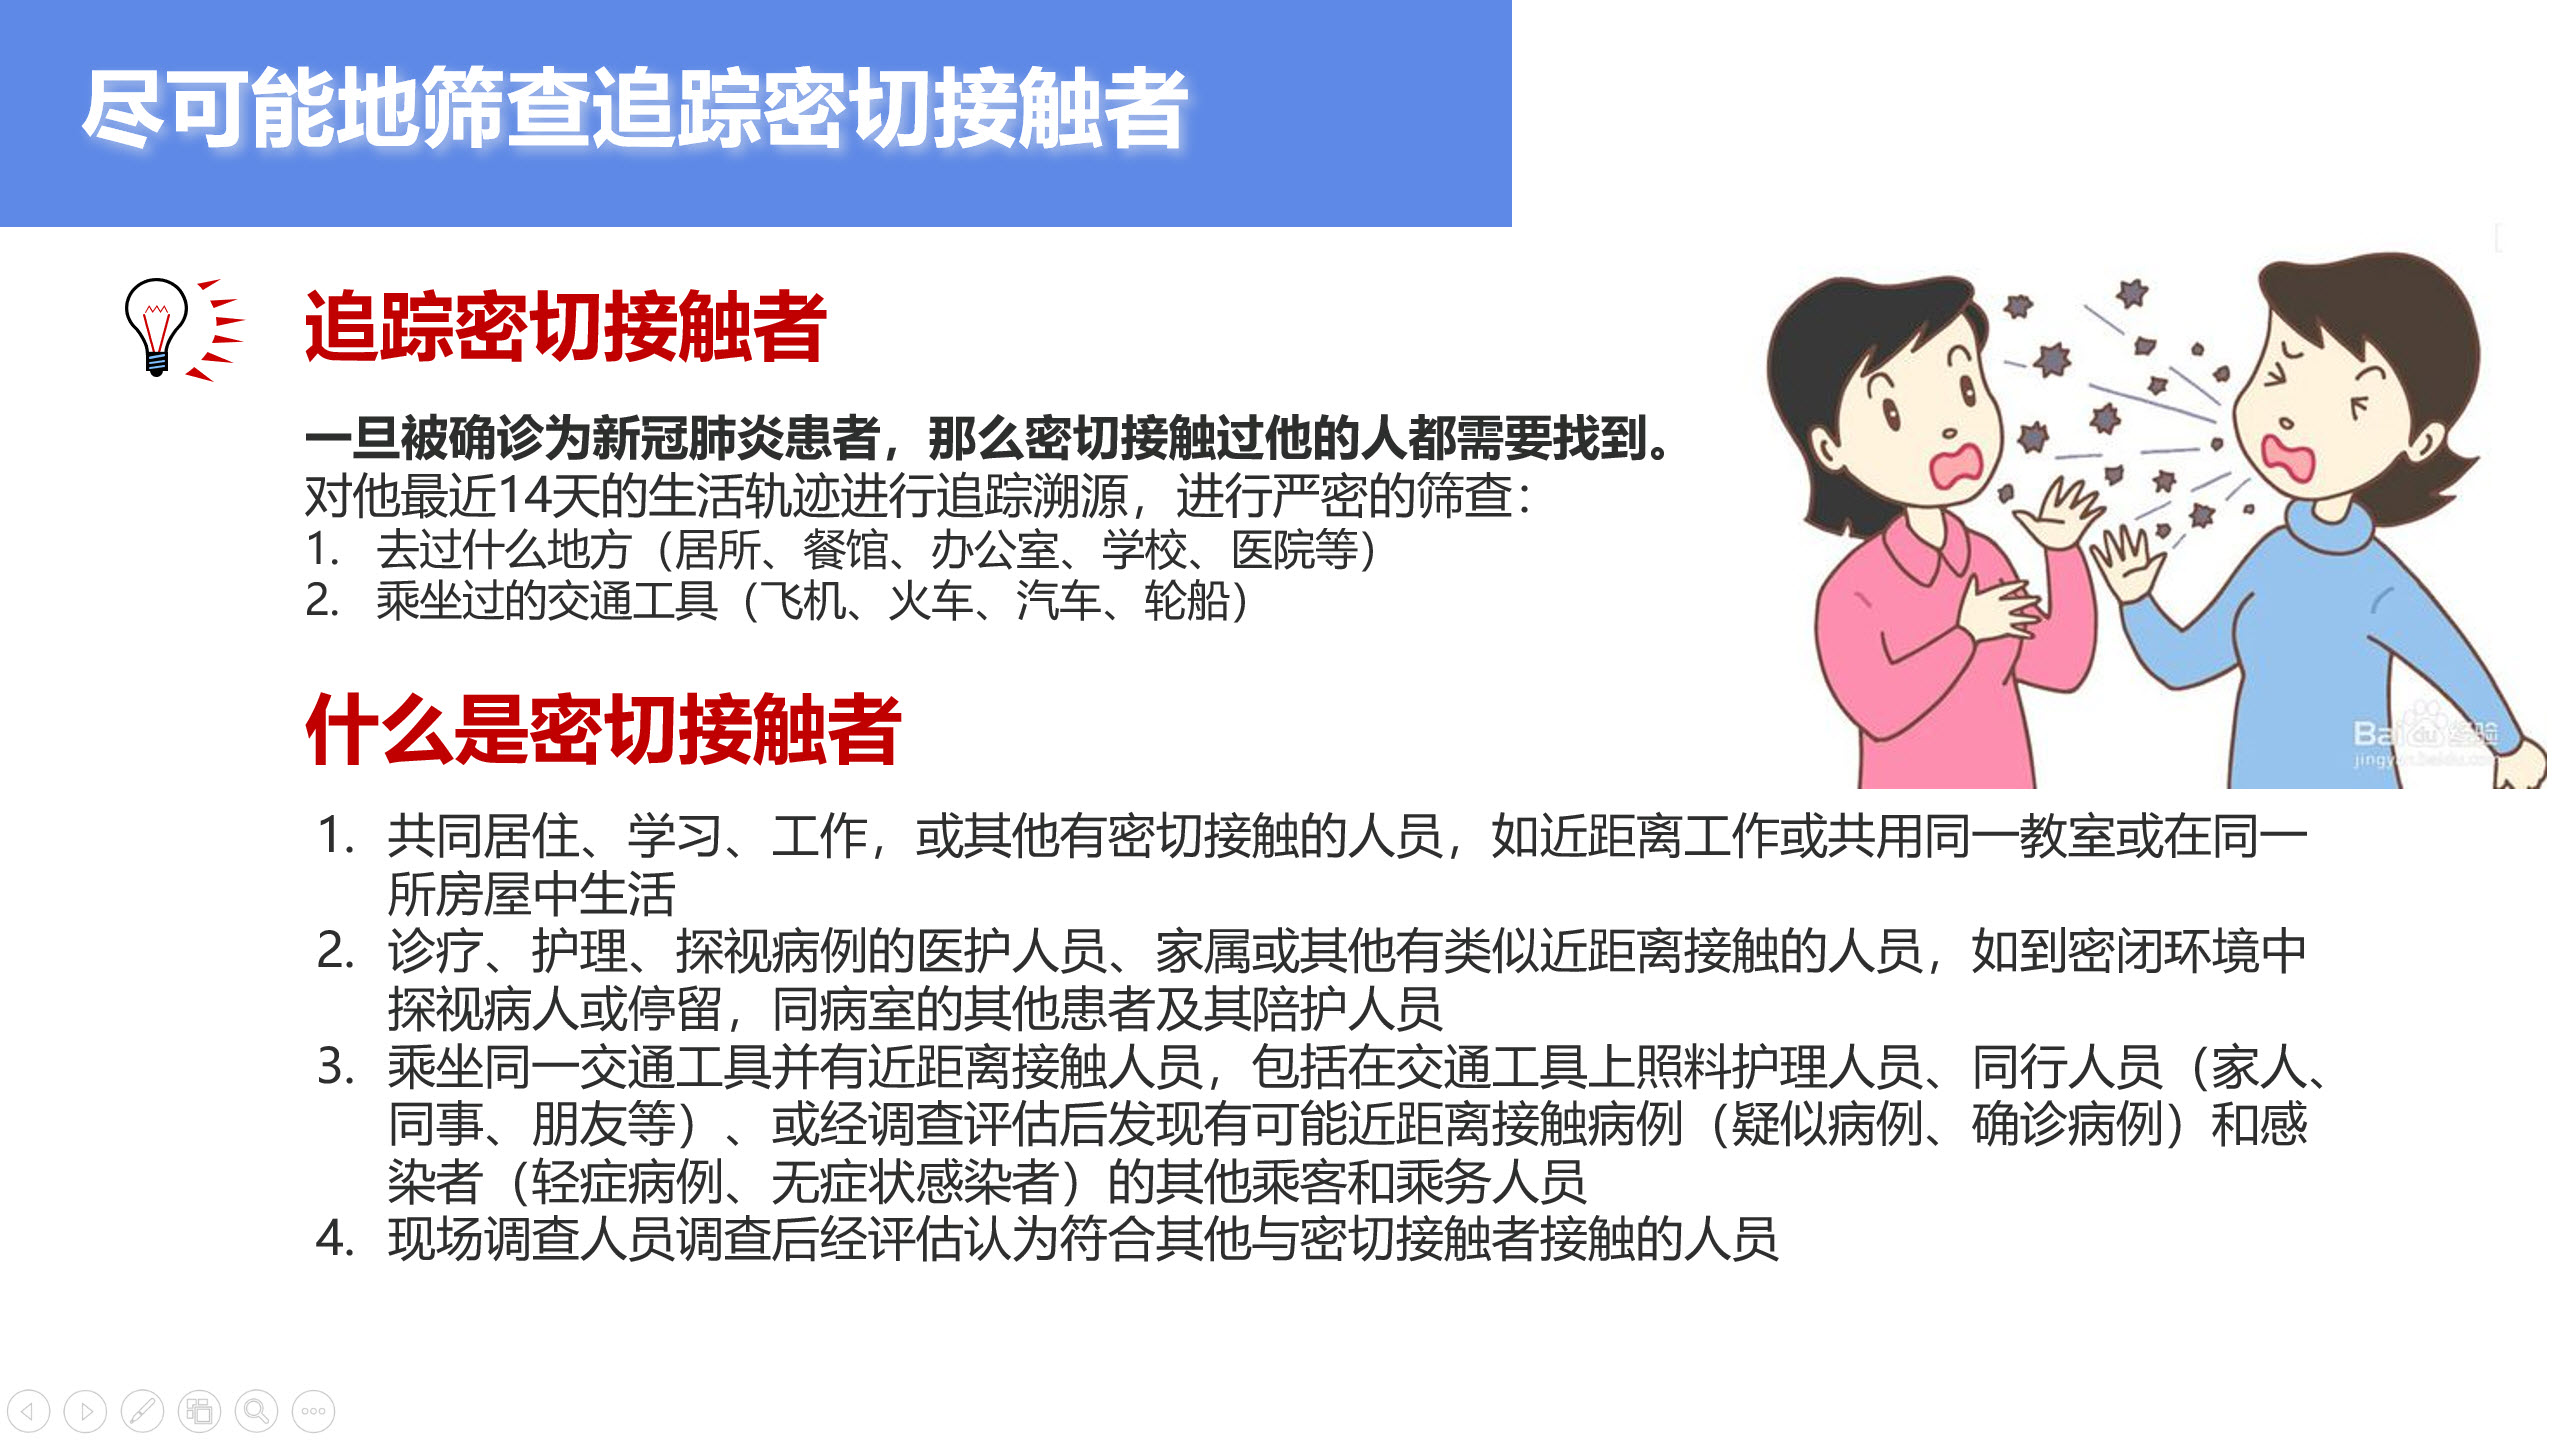 尽可能地筛查追踪密切接触者
追踪密切接触者
一旦被确诊为新冠肺炎患者，那么密切接触过他的人都需要找到。
对他最近14天的生活轨迹进行追踪溯源，进行严密的筛查：
1. 去过什么地方（居所、餐馆、办公室、学校、医院等）
2. 乘坐过的交通工具（飞机、火车、汽车、轮船）
什么是密切接触者
1. 共同居住、学习、工作，或其他有密切接触的人员，如近距离工作或共用同一教室或在同一
所房屋中生活
2. 诊疗、护理、探视病例的医护人员、家属或其他有类似近距离接触的人员，如到密闭环境中
探视病人或停留，同病室的其他患者及其陪护人员
3. 乘坐同一交通工具并有近距离接触人员，包括在交通工具上照料护理人员、同行人员（家人、
同事、朋友等）、或经调查评估后发现有可能近距离接触病例（疑似病例、确诊病例）和感
染者（轻症病例、无症状感染者）的其他乘客和乘务人员
4. 现场调查人员调查后经评估认为符合其他与密切接触者接触的人员
Baidu 经验